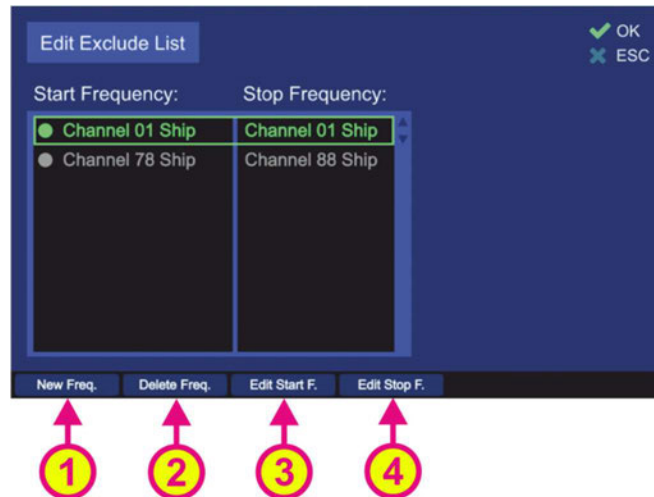 Edit Exclude List
OK
ESC
Start Frequency: Stop Frequency:
Channel 01 Ship Channel 01 Ship
Channel 78 Ship Channel 88 Ship
New Freq. Delete Freq. Edit Start F. Edit Stop F.
1 2 3 4